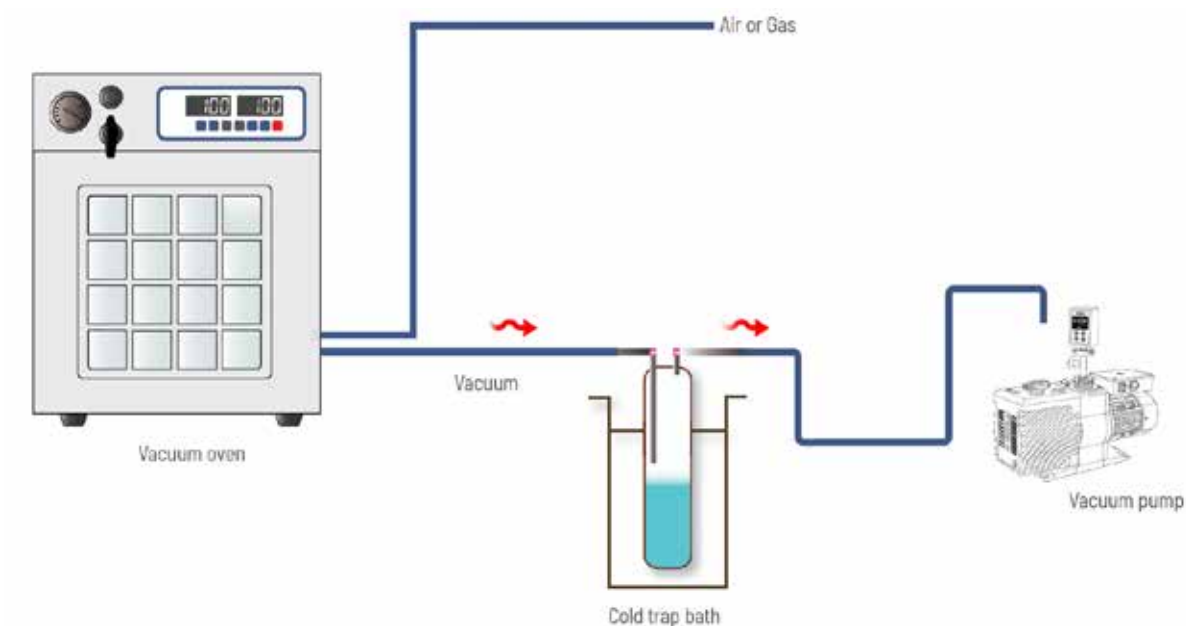 Air or Gas
100 100
Vacuum
Vacuum oven
Vacuum pump
Cold trap bath